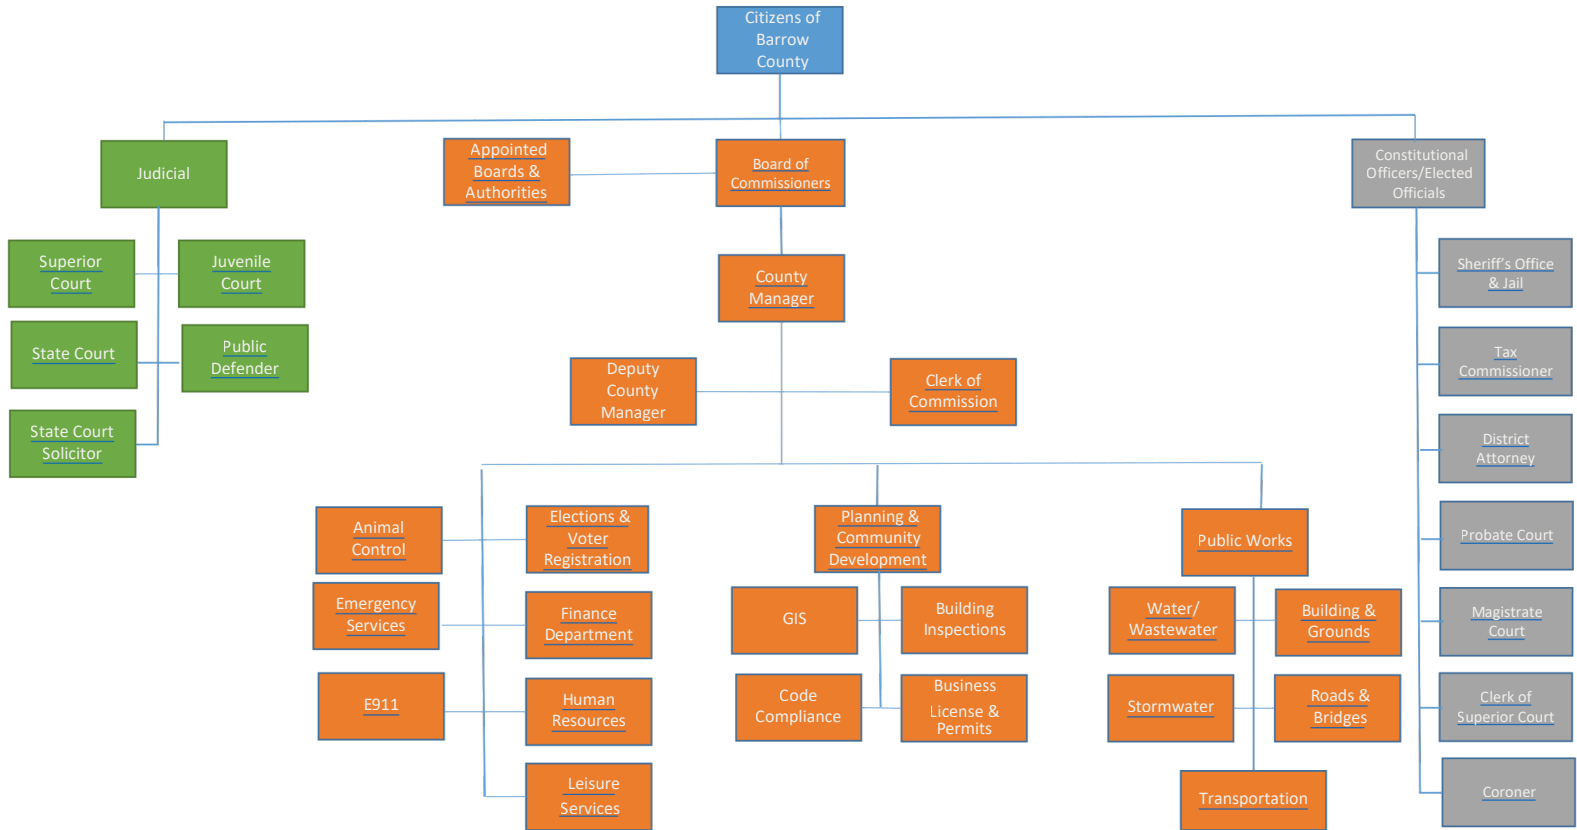 Citizens of
Barrow
County
Judicial
Appointed
Boards &
Authorities
Board of
Commissioners
Constitutional
Officers/Elected
Officials
Superior
Court
Juvenile
Court
State Court
Public
Defender
State Court
Solicitor
County
Manager
Deputy
County
Manager
Clerk of
Commission
Animal
Control
Elections &
Voter
Registration
Emergency
Services
Finance
Department
E911
Human
Resources
Leisure
Services
Planning &
Community
Development
GIS
Building
Inspections
Code
Compliance
Business
License &
Permits
Public Works
Water/
Wastewater
Building &
Grounds
Stormwater
Roads &
Bridges
Transportation
Sheriff’s Office
& Jail
Tax
Commissioner
District
Attorney
Probate Court
Magistrate
Court
Clerk of
Superior Court
Coroner